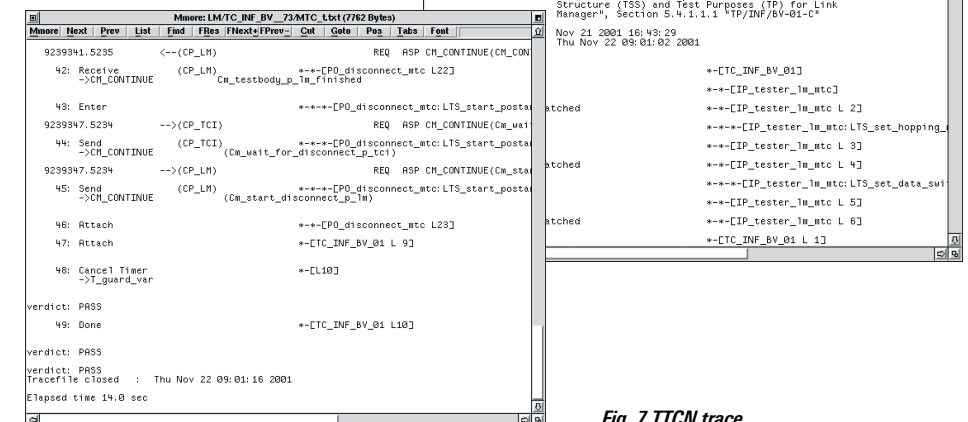 Mmore: LM/TC_INF_BV__73/MTC_t.txt (7762 Bytes)
Mmore Next Prev List Find FRes FNext+ FPrev- Cut Goto Pos Tabs Font
9239341.5235 <--(CP_LM) REQ ASP CM_CONTINUE(CM_CON
42: Receive (CP_LM) *-*-[PO_disconnect_mtc L22]
->CM_CONTINUE Cm_testbody_p_lm_finished
43: Enter *-*-*-[PO_disconnect_mtc:LTS_start_posta
9239347.5234 -->(CP_TCI) REQ ASP CM_CONTINUE(Cm_wai
44: Send (CP_TCI) *-*-*-[PO_disconnect_mtc:LTS_start_posta
->CM_CONTINUE (Cm_wait_for_disconnect_p_tci)
9239347.5234 -->(CP_LM) REQ ASP CM_CONTINUE(Cm_sta
45: Send (CP_LM) *-*-*-[PO_disconnect_mtc:LTS_start_posta
->CM_CONTINUE (Cm_start_disconnect_p_lm)
46: Attach *-*-[PO_disconnect_mtc L23]
47: Attach *-[TC_INF_BV_01 L 9]
48: Cancel Timer *-[L10]
->T_guard_var
verdict: PASS
49: Done *-[TC_INF_BV_01 L10]
verdict: PASS
verdict: PASS
Tracefile closed : Thu Nov 22 09:01:16 2001
Elapsed time 14.0 sec
Structure (TSS) and Test Purposes (TP) for Link
Manager", Section 5.4.1.1.1 "TP/INF/BV-01-C"
Nov 21 2001 16:43:29
Thu Nov 22 09:01:02 2001
*-[TC_INF_BV_01]
*-*-[IP_tester_lm_mtc]
atched *-*-[IP_tester_lm_mtc L 2]
*-*-*-[IP_tester_lm_mtc:LTS_set_hopping_
*-*-[IP_tester_lm_mtc L 3]
atched *-*-[IP_tester_lm_mtc L 4]
*-*-*-[IP_tester_lm_mtc:LTS_set_data_swi
*-*-[IP_tester_lm_mtc L 5]
atched *-*-[IP_tester_lm_mtc L 6]
*-[TC_INF_BV_01 L 1]
Fig. 7 TTCN trace